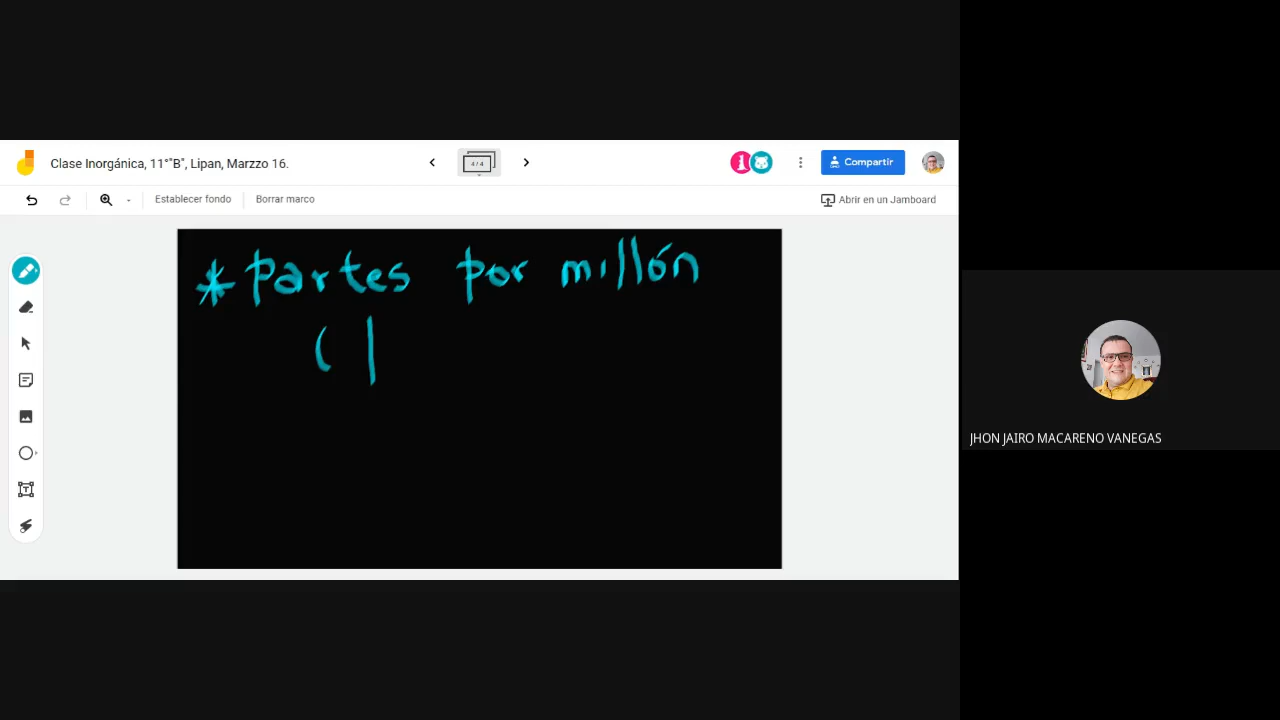 Clase Inorgánica, 11°"B", Lipan, Marzzo 16.
4 / 4
Compartir
Establecer fondo
Borrar marco
Abrir en un Jamboard
* Partes por millón
( |
JHON JAIRO MACARENO VANEGAS